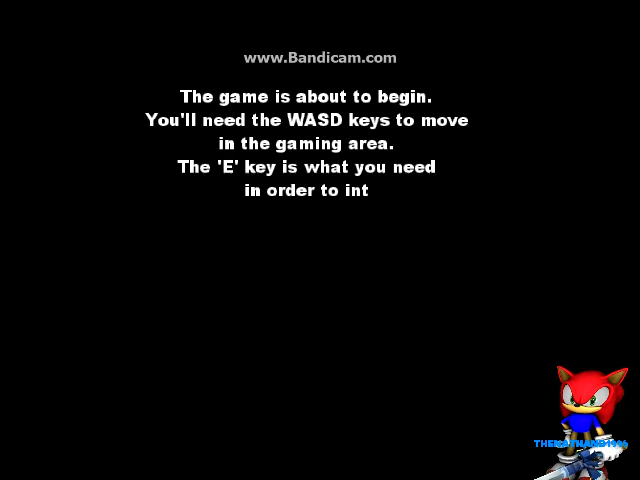 www.Bandicam.com
The game is about to begin.
You'll need the WASD keys to move
in the gaming area.
The 'E' key is what you need
in order to int